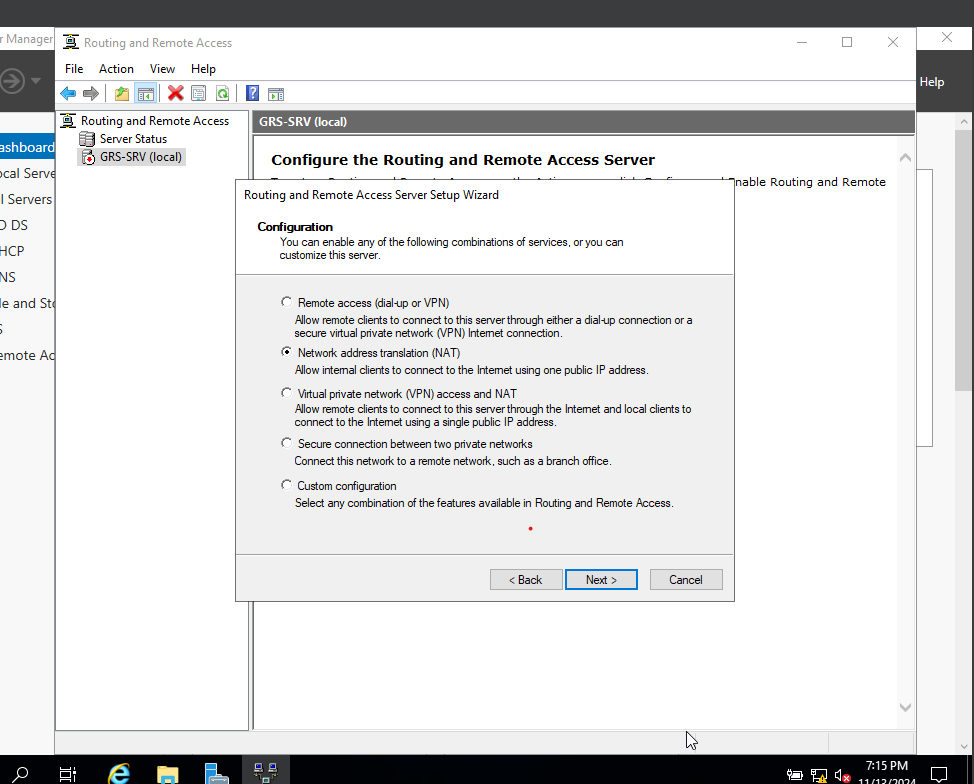 r Manager
Routing and Remote Access
File Action View Help
Help
Routing and Remote Access
Server Status
GRS-SRV (local)
GRS-SRV (local)
Configure the Routing and Remote Access Server
Enable Routing and Remote
ashboard
ocal Serve
l Servers
D DS
HCP
NS
le and Sto
S
emote Ac
Routing and Remote Access Server Setup Wizard
Configuration
You can enable any of the following combinations of services, or you can
customize this server.
Remote access (dial-up or VPN)
Allow remote clients to connect to this server through either a dial-up connection or a
secure virtual private network (VPN) Internet connection.
Network address translation (NAT)
Allow internal clients to connect to the Internet using one public IP address.
Virtual private network (VPN) access and NAT
Allow remote clients to connect to this server through the Internet and local clients to
connect to the Internet using a single public IP address.
Secure connection between two private networks
Connect this network to a remote network, such as a branch office.
Custom configuration
Select any combination of the features available in Routing and Remote Access.
< Back
Next >
Cancel
7:15 PM
11/13/2024